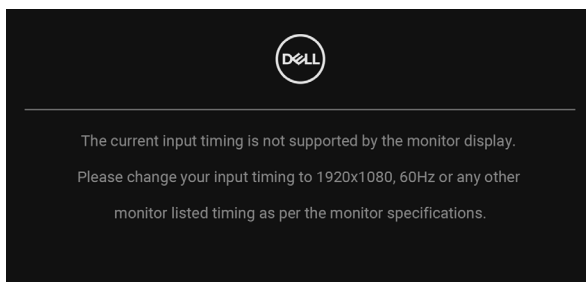 DELL
The current input timing is not supported by the monitor display.
Please change your input timing to 1920x1080, 60Hz or any other
monitor listed timing as per the monitor specifications.